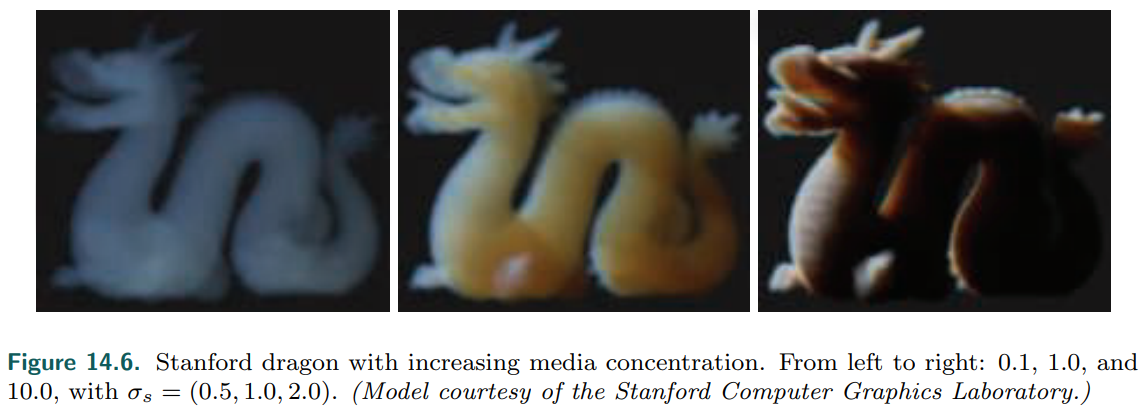 Figure 14.6. Stanford dragon with increasing media concentration. From left to right: 0.1, 1.0, and
10.0, with σₛ = (0.5, 1.0, 2.0). (Model courtesy of the Stanford Computer Graphics Laboratory.)